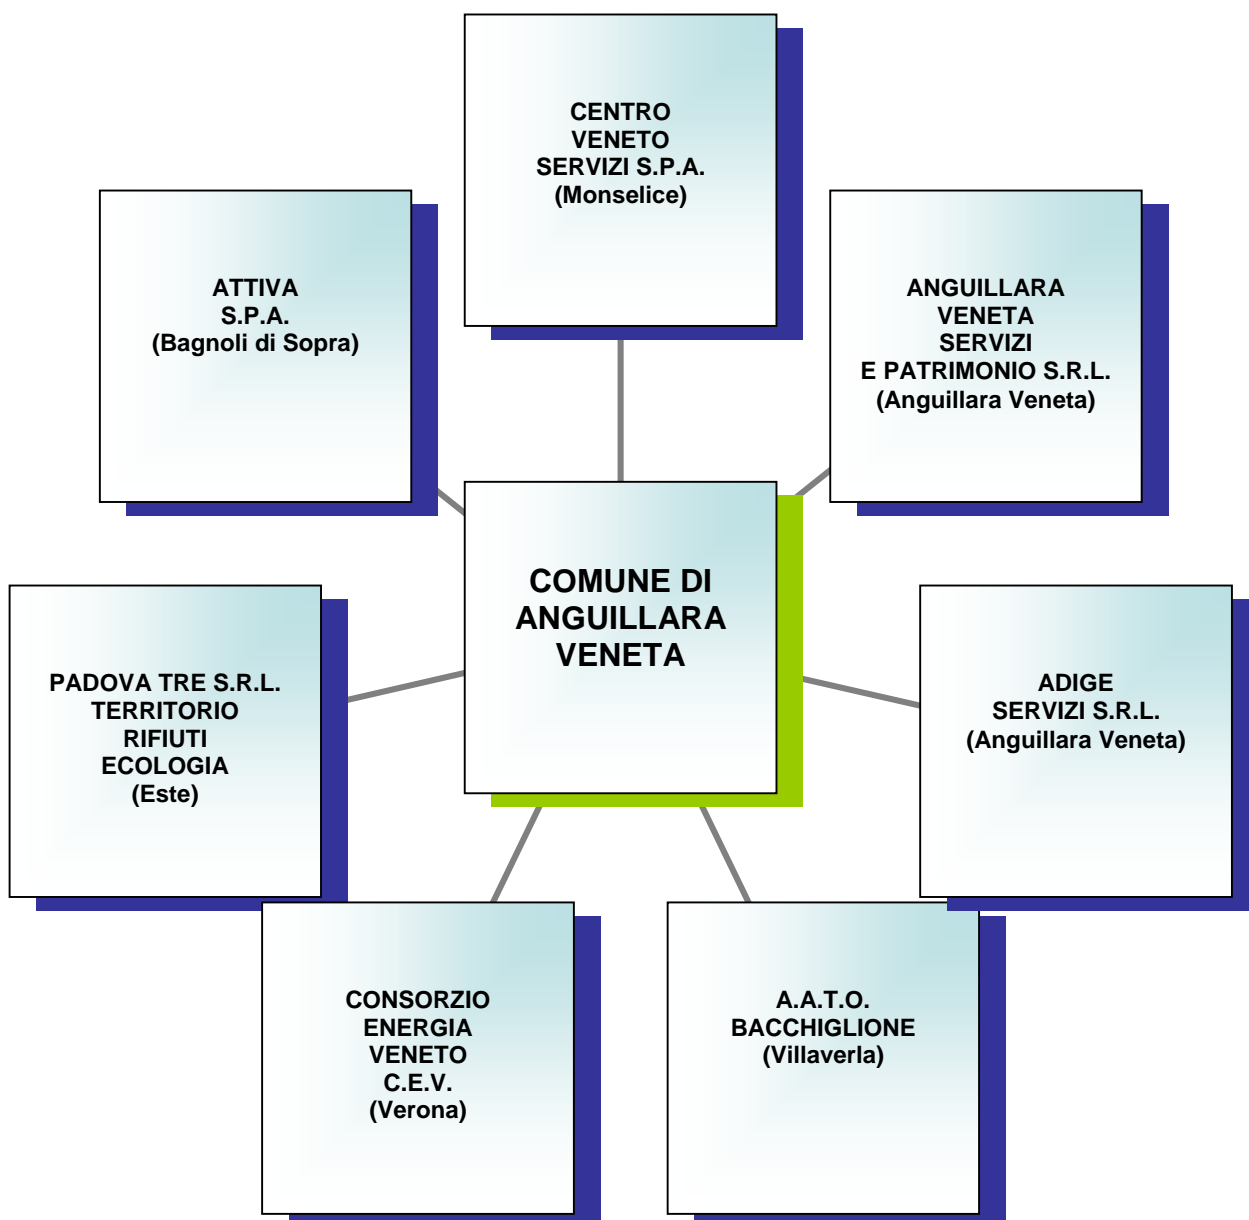 CENTRO
VENETO
SERVIZI S.P.A.
(Monselice)
ATTIVA
S.P.A.
(Bagnoli di Sopra)
ANGUILLARA
VENETA
SERVIZI
E PATRIMONIO S.R.L.
(Anguillara Veneta)
COMUNE DI
ANGUILLARA
VENETA
PADOVA TRE S.R.L.
TERRITORIO
RIFIUTI
ECOLOGIA
(Este)
ADIGE
SERVIZI S.R.L.
(Anguillara Veneta)
CONSORZIO
ENERGIA
VENETO
C.E.V.
(Verona)
A.A.T.O.
BACCHIGLIONE
(Villaverla)